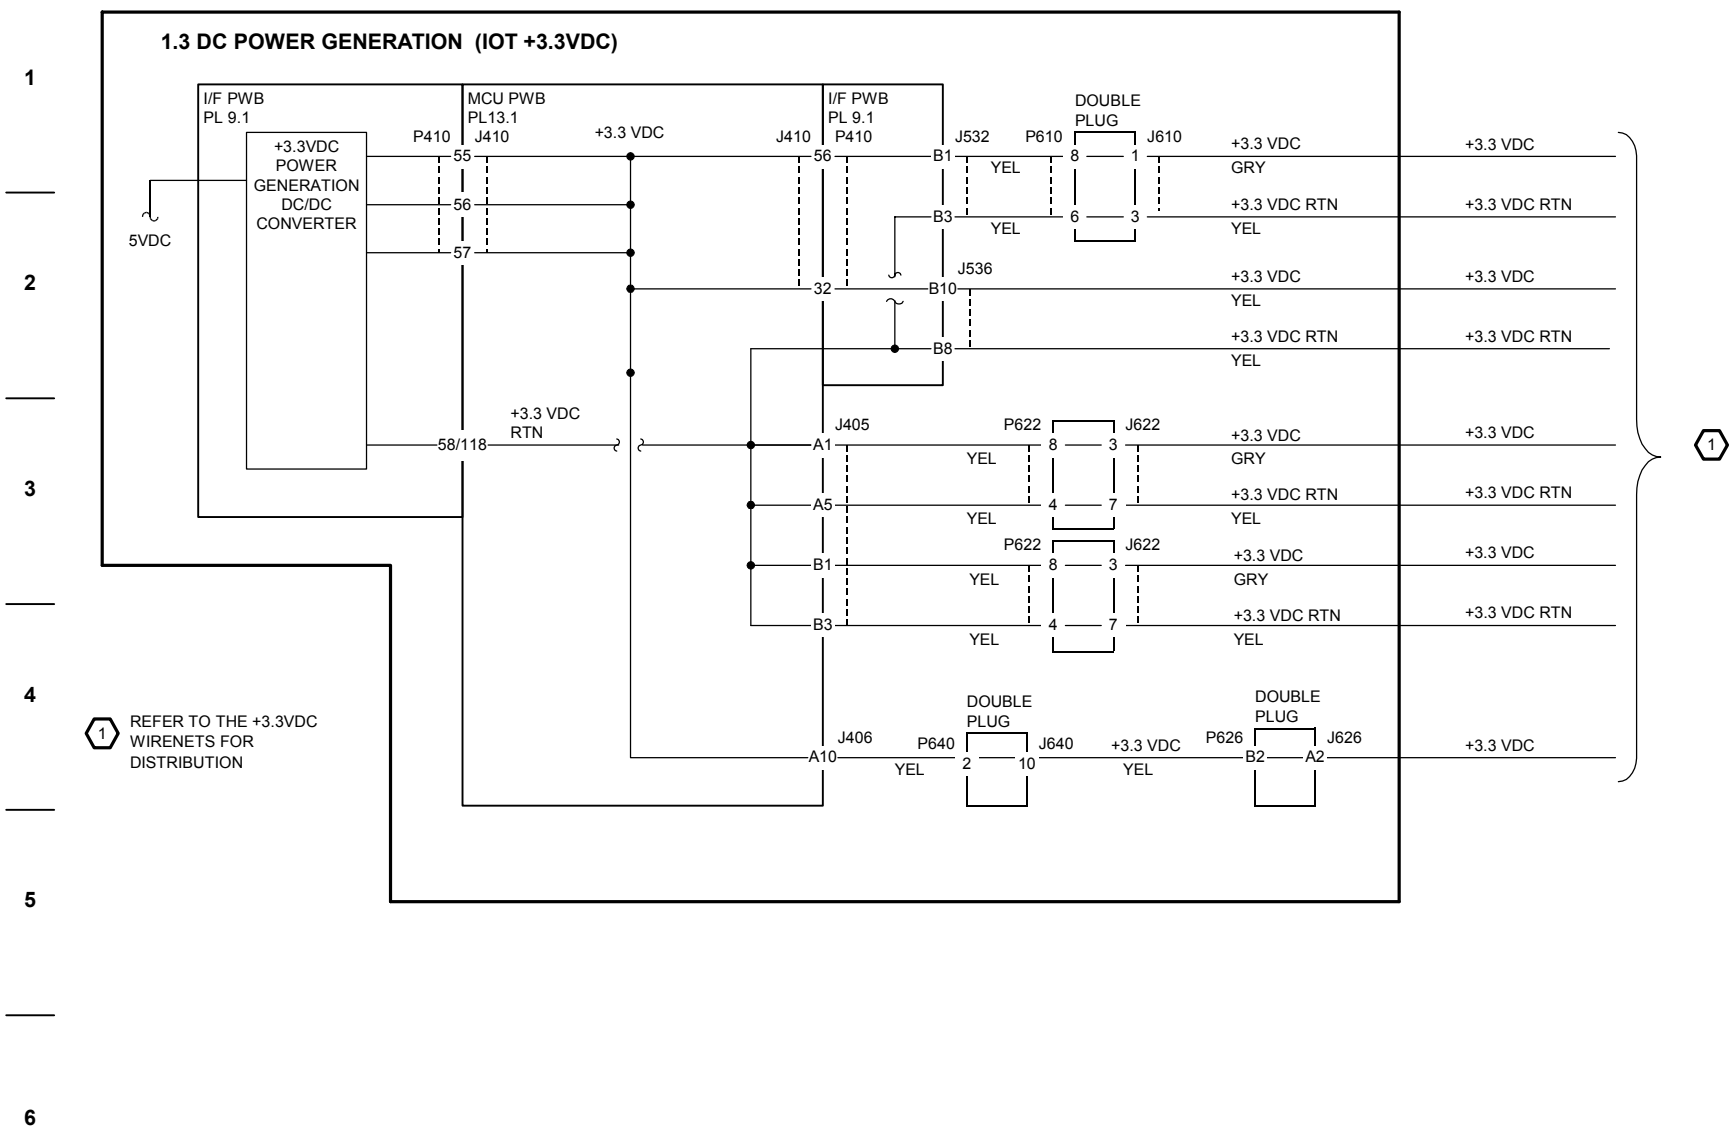 1.3 DC POWER GENERATION (IOT +3.3VDC)
1
2
3
4
5
6
I/F PWB
PL 9.1
MCU PWB
PL13.1
I/F PWB
PL 9.1
+3.3VDC
POWER
GENERATION
DC/DC
CONVERTER
5VDC
P410 J410
+3.3 VDC
J410 P410
55
56
57
58/118
+3.3 VDC
RTN
56
32
J532
B1
B3
YEL
YEL
P610
DOUBLE
PLUG
J610
8 1
6 3
+3.3 VDC
GRY
+3.3 VDC
+3.3 VDC RTN
YEL
+3.3 VDC RTN
J536
B10
+3.3 VDC
YEL
+3.3 VDC
B8
+3.3 VDC RTN
YEL
+3.3 VDC RTN
J405
A1
YEL
P622 J622
8 3
+3.3 VDC
GRY
+3.3 VDC
A5
YEL
4 7
+3.3 VDC RTN
YEL
+3.3 VDC RTN
P622 J622
B1
YEL
8 3
+3.3 VDC
GRY
+3.3 VDC
B3
YEL
4 7
+3.3 VDC RTN
YEL
+3.3 VDC RTN
1
J406
A10
YEL
P640
DOUBLE
PLUG
J640
2 10
+3.3 VDC
YEL
P626
DOUBLE
PLUG
J626
B2 A2
+3.3 VDC
1
REFER TO THE +3.3VDC
WIRENETS FOR
DISTRIBUTION